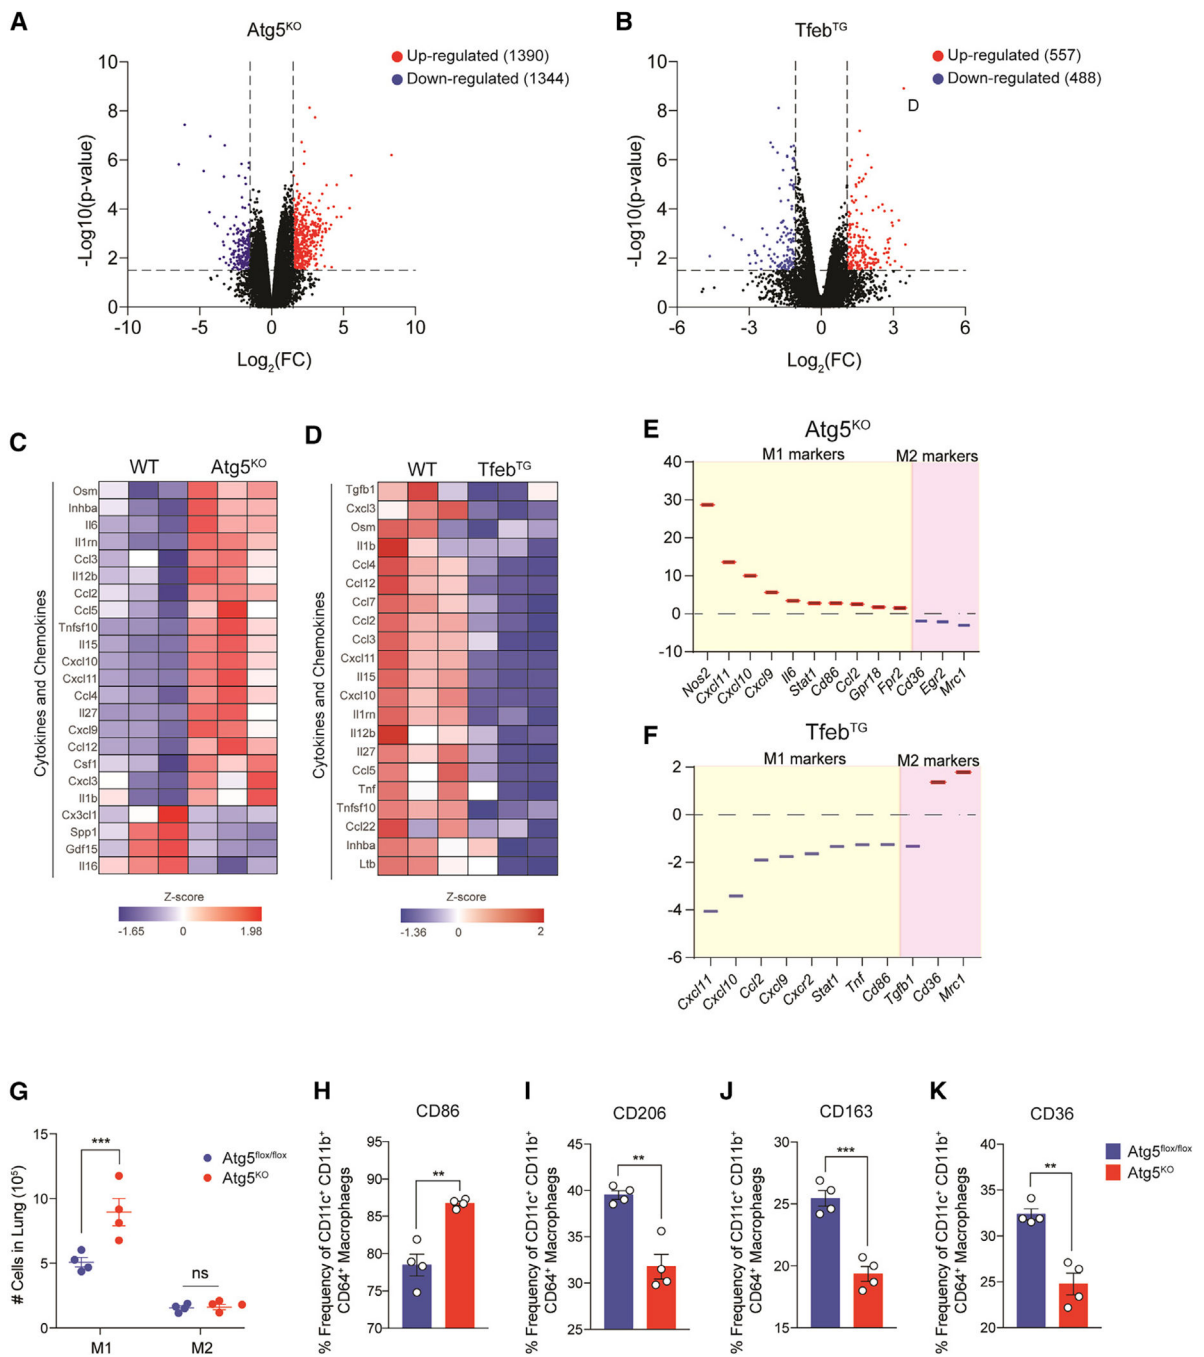 A
Atg5KO
Up-regulated (1390)
Down-regulated (1344)
-Log10(p-value)
10
8
6
4
2
0
-10
-5
0
5
10
Log2(FC)
B
TfebTG
Up-regulated (557)
Down-regulated (488)
D
-Log10(p-value)
10
8
6
4
2
0
-6
-3
0
3
6
Log2(FC)
C
WT
Atg5KO
Cytokines and Chemokines
Osm
Inhba
Il6
Il1rn
Ccl3
Il12b
Ccl2
Ccl5
Tnfsf10
Il15
Cxcl10
Cxcl11
Ccl4
Il27
Cxcl9
Ccl12
Csf1
Cxcl3
Il1b
Cx3cl1
Spp1
Gdf15
Il16
Z-score
-1.65
0
1.98
D
WT
TfebTG
Cytokines and Chemokines
Tgfb1
Cxcl3
Osm
Il1b
Ccl4
Ccl12
Ccl7
Ccl2
Ccl3
Cxcl11
Il15
Cxcl10
Il1rn
Il12b
Il27
Ccl5
Tnf
Tnfsf10
Ccl22
Inhba
Ltb
Z-score
-1.36
0
2
E
Atg5KO
M1 markers
M2 markers
40
30
20
10
0
-10
Nos2
Cxcl11
Cxcl10
Cxcl9
Il6
Stat1
Cd86
Ccl2
Gpr18
Fpr2
Cd36
Egr2
Mrc1
F
TfebTG
M1 markers
M2 markers
2
0
-2
-4
-6
Cxcl11
Cxcl10
Ccl2
Cxcl9
Cxcr2
Stat1
Tnf
Cd86
Tgfb1
Cd36
Mrc1
G
# Cells in Lung (10⁵)
15
10
5
0
***
ns
M1
M2
Atg5flox/flox
Atg5KO
H
CD86
% Frequency of CD11c+ CD11b+
CD64+ Macrophaegs
95
90
85
80
75
70
**
I
CD206
% Frequency of CD11c+ CD11b+
CD64+ Macrophaegs
45
40
35
30
25
**
J
CD163
% Frequency of CD11c+ CD11b+
CD64+ Macrophaegs
30
25
20
15
***
K
CD36
% Frequency of CD11c+ CD11b+
CD64+ Macrophaegs
40
35
30
25
20
**
Atg5flox/flox
Atg5KO